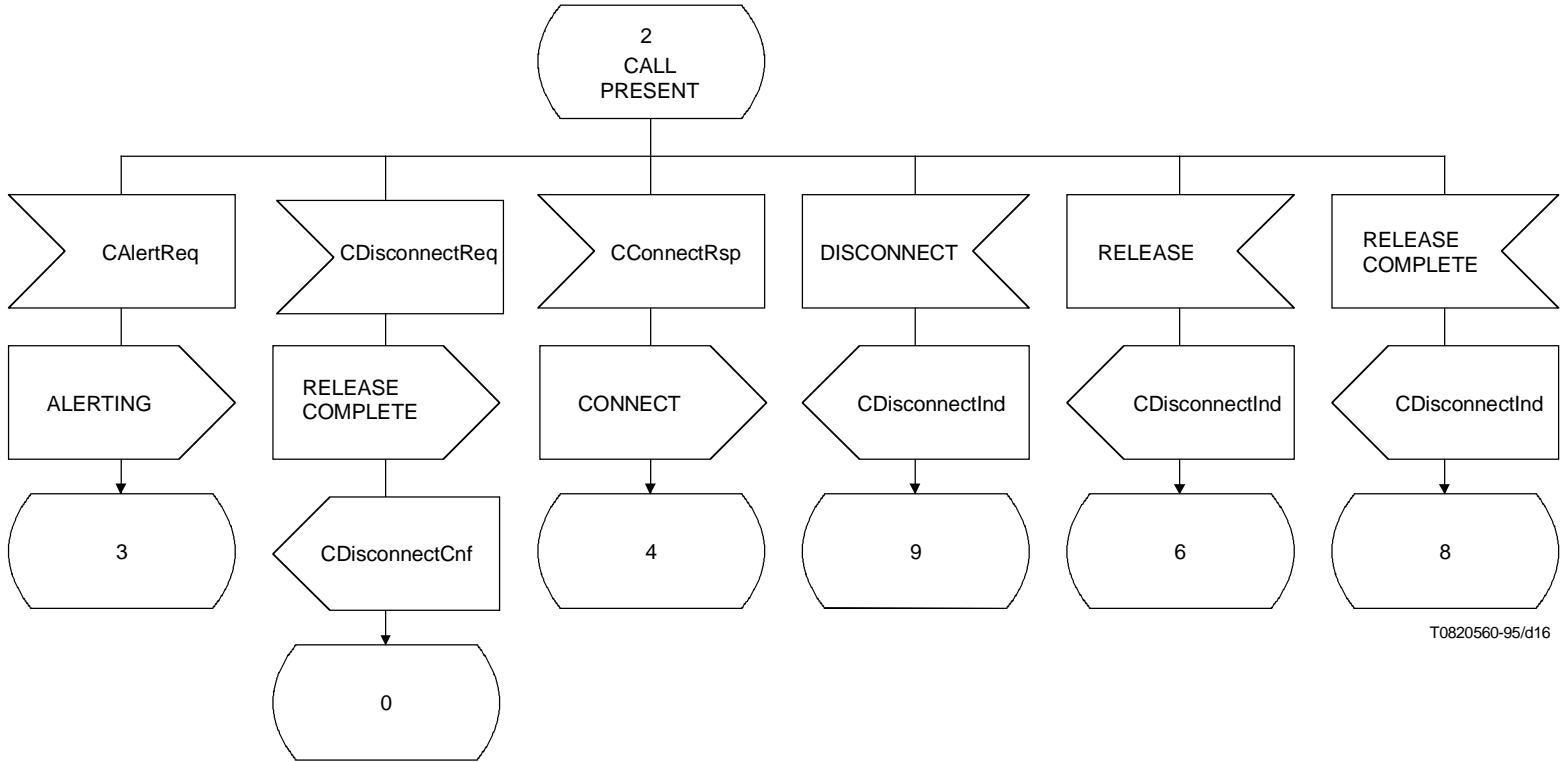 2
CALL
PRESENT
CAlertReq
CDisconnectReq
CConnectRsp
DISCONNECT
RELEASE
RELEASE
COMPLETE
ALERTING
RELEASE
COMPLETE
CONNECT
CDisconnectInd
CDisconnectInd
CDisconnectInd
3
CDisconnectCnf
4
9
6
8
T0820560-95/d16
0